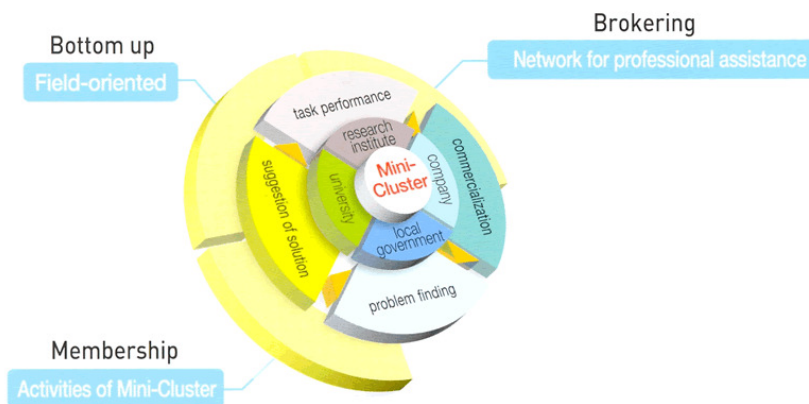 Brokering
Network for professional assistance
Bottom up
Field-oriented
task performance
research
institute
commercialization
company
Mini-
Cluster
university
suggestion of solution
local
government
problem finding
Membership
Activities of Mini-Cluster